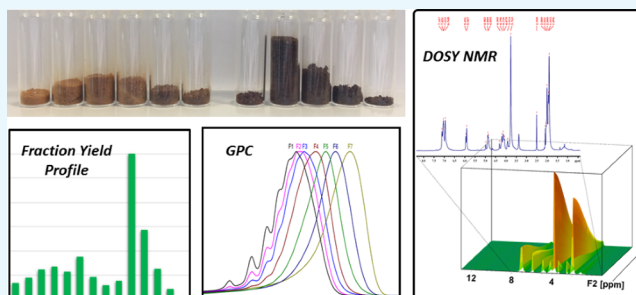 DOSY NMR
Fraction Yield
Profile
GPC
F1 F2 F3 F4 F5 F6 F7
12 8 4 F2 [ppm]